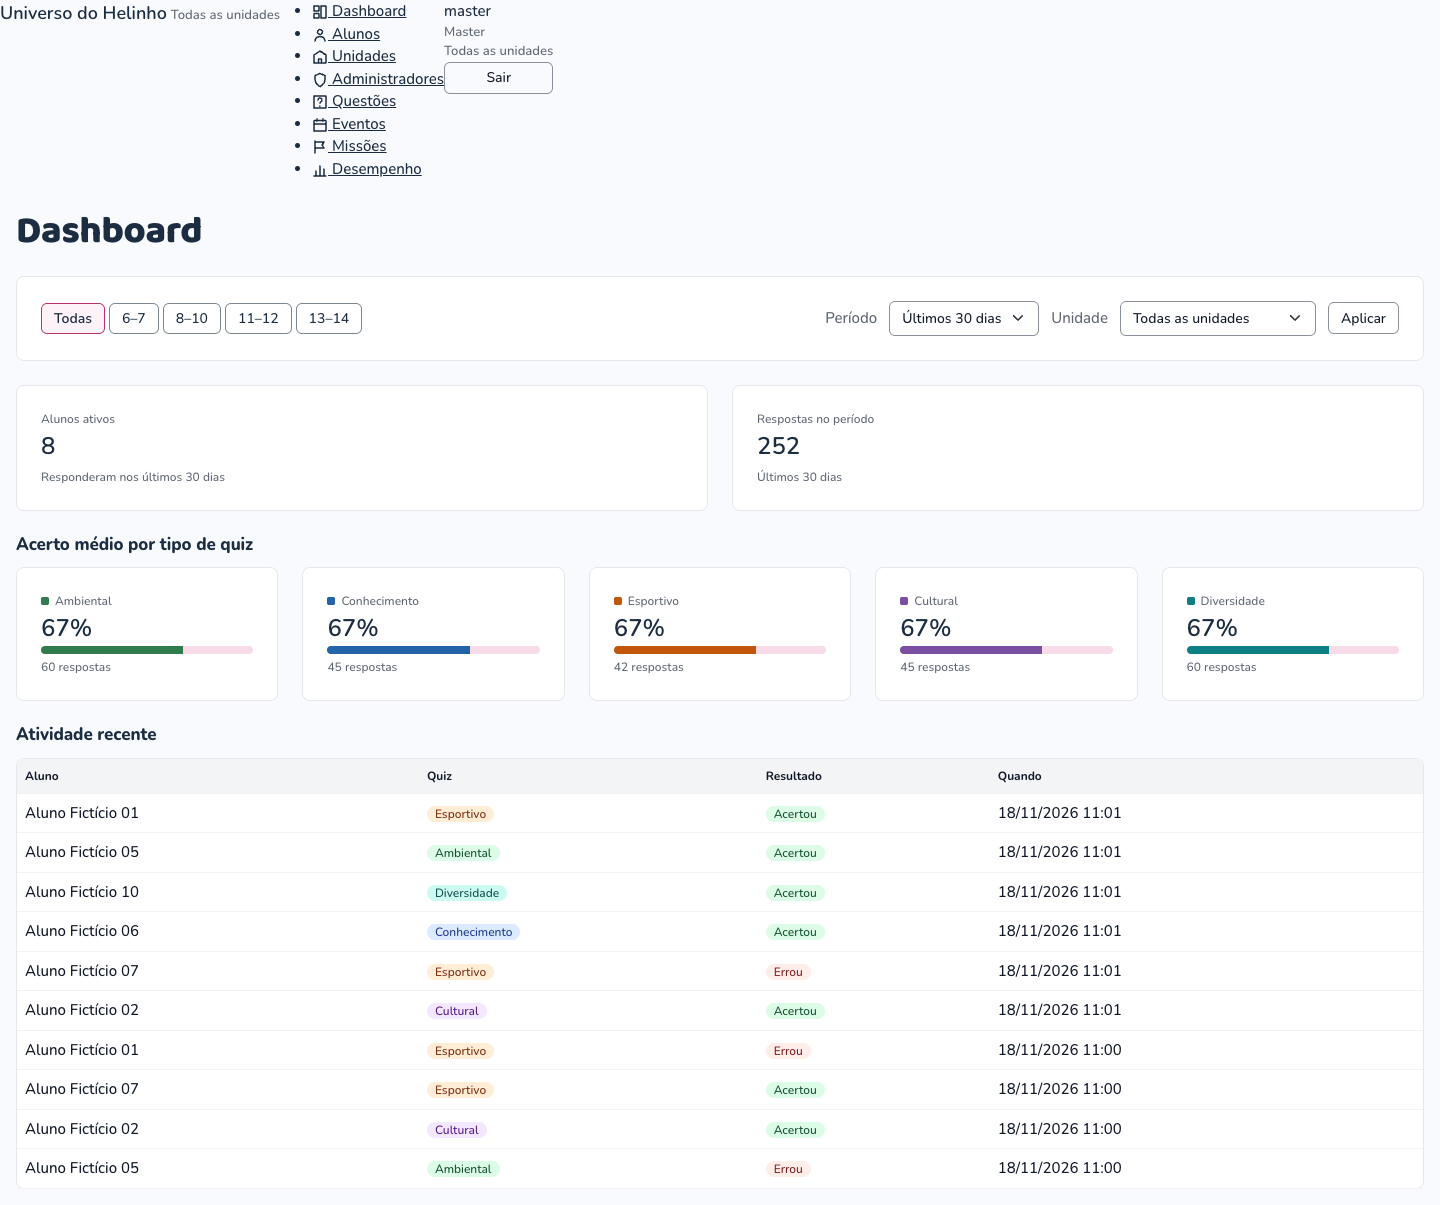 Universo do Helinho Todas as unidades
Dashboard
Alunos
Unidades
Administradores
Questões
Eventos
Missões
Desempenho
master
Master
Todas as unidades
Sair
Dashboard
Todas 6–7 8–10 11–12 13–14 Período Últimos 30 dias Unidade Todas as unidades Aplicar
Alunos ativos
8
Responderam nos últimos 30 dias
Respostas no período
252
Últimos 30 dias
Acerto médio por tipo de quiz
Ambiental
67%
60 respostas
Conhecimento
67%
45 respostas
Esportivo
67%
42 respostas
Cultural
67%
45 respostas
Diversidade
67%
60 respostas
Atividade recente
Aluno Quiz Resultado Quando
Aluno Fictício 01 Esportivo Acertou 18/11/2026 11:01
Aluno Fictício 05 Ambiental Acertou 18/11/2026 11:01
Aluno Fictício 10 Diversidade Acertou 18/11/2026 11:01
Aluno Fictício 06 Conhecimento Acertou 18/11/2026 11:01
Aluno Fictício 07 Esportivo Errou 18/11/2026 11:01
Aluno Fictício 02 Cultural Acertou 18/11/2026 11:01
Aluno Fictício 01 Esportivo Errou 18/11/2026 11:00
Aluno Fictício 07 Esportivo Acertou 18/11/2026 11:00
Aluno Fictício 02 Cultural Acertou 18/11/2026 11:00
Aluno Fictício 05 Ambiental Errou 18/11/2026 11:00